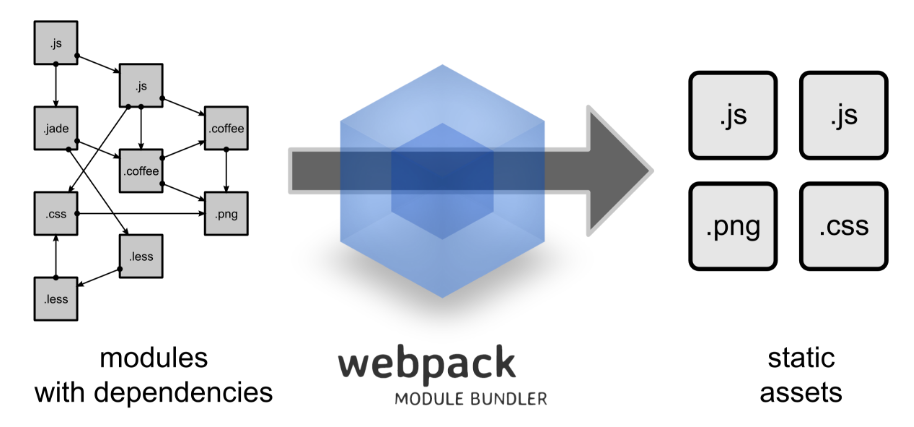 .js
.js
.jade
.coffee
.coffee
.css
.png
.less
.less
modules
with dependencies
webpack
MODULE BUNDLER
.js
.js
.png
.css
static
assets